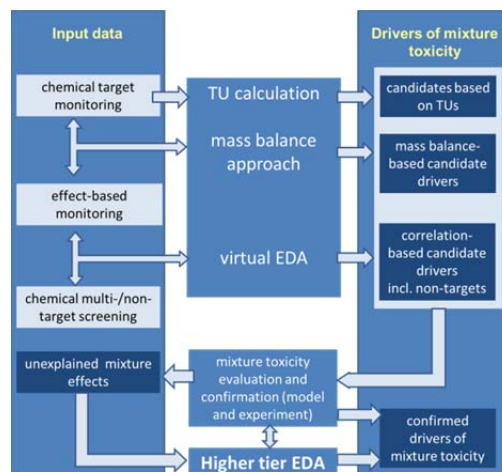 Input data
chemical target
monitoring
effect-based
monitoring
chemical multi-/non-
target screening
unexplained mixture
effects
TU calculation
mass balance
approach
virtual EDA
mixture toxicity
evaluation and
confirmation (model
and experiment)
Higher tier EDA
Drivers of mixture
toxicity
candidates based
on TUs
mass balance-
based candidate
drivers
correlation-
based candidate
drivers
incl. non-targets
confirmed
drivers of
mixture toxicity